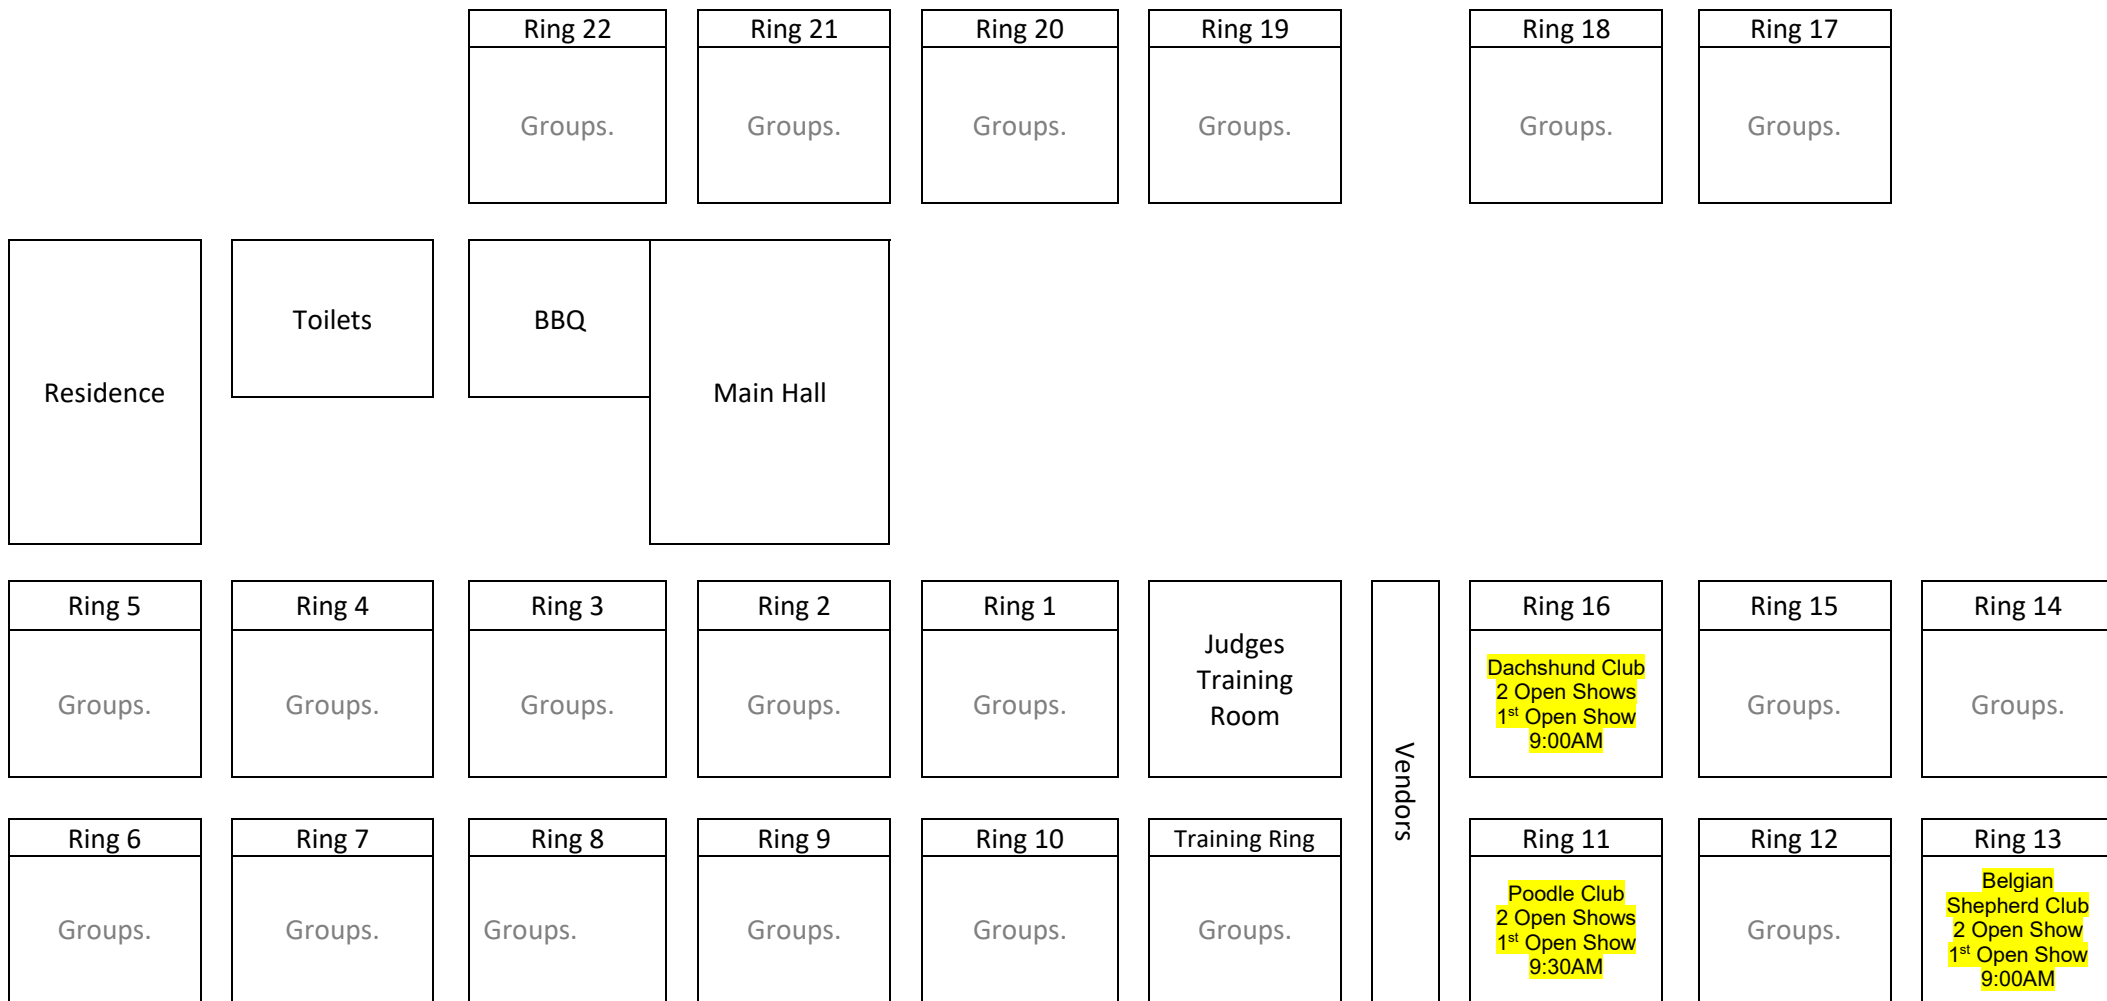 Ring 22
Ring 21
Ring 20
Ring 19
Ring 18
Ring 17
Groups.
Groups.
Groups.
Groups.
Groups.
Groups.
Residence
Toilets
BBQ
Main Hall
Ring 5
Ring 4
Ring 3
Ring 2
Ring 1
Judges
Training
Room
Vendors
Ring 16
Ring 15
Ring 14
Groups.
Groups.
Groups.
Groups.
Groups.
Dachshund Club
2 Open Shows
1st Open Show
9:00AM
Groups.
Groups.
Ring 6
Ring 7
Ring 8
Ring 9
Ring 10
Training Ring
Ring 11
Ring 12
Ring 13
Groups.
Groups.
Groups.
Groups.
Groups.
Groups.
Poodle Club
2 Open Shows
1st Open Show
9:30AM
Groups.
Belgian
Shepherd Club
2 Open Show
1st Open Show
9:00AM